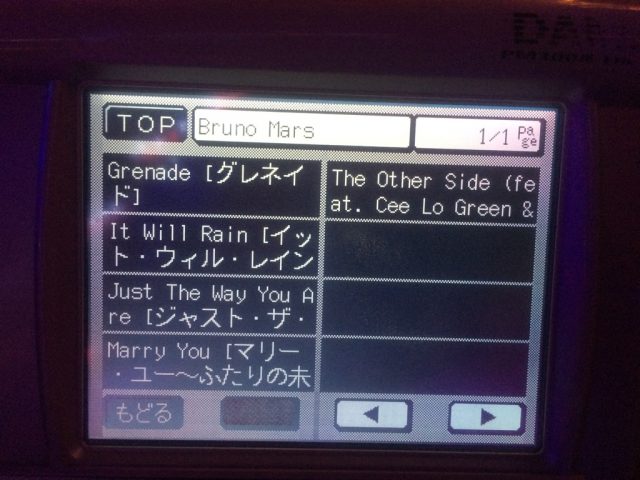 TOP
Bruno Mars
1/1 Page
Grenade [グレネイ
ド]
It Will Rain [イッ
ト・ウィル・レイン
Just The Way You A
re [ジャスト・ザ・
Marry You [マリー
・ユー～ふたりの未
The Other Side (fe
at. Cee Lo Green &
もどる